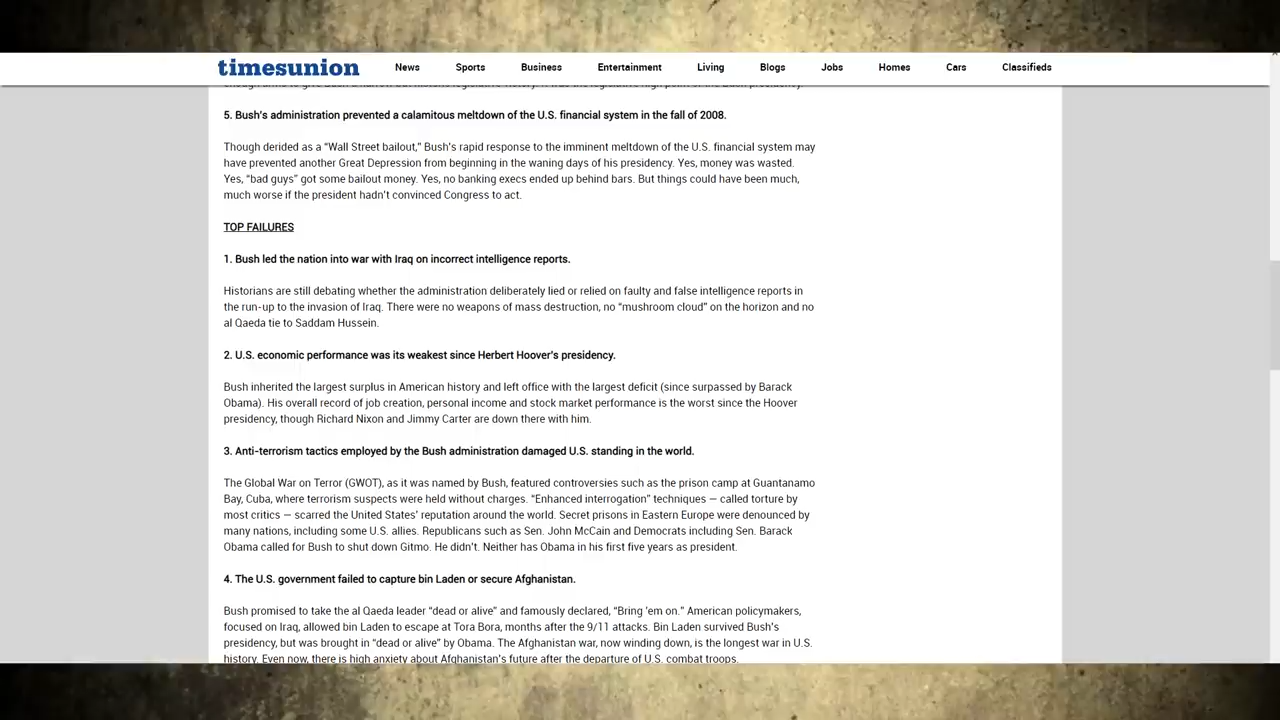 timesunion
News
Sports
Business
Entertainment
Living
Blogs
Jobs
Homes
Cars
Classifieds
5. Bush's administration prevented a calamitous meltdown of the U.S. financial system in the fall of 2008.
Though derided as a “Wall Street bailout,” Bush's rapid response to the imminent meltdown of the U.S. financial system may
have prevented another Great Depression from beginning in the waning days of his presidency. Yes, money was wasted.
Yes, “bad guys” got some bailout money. Yes, no banking execs ended up behind bars. But things could have been much,
much worse if the president hadn't convinced Congress to act.
TOP FAILURES
1. Bush led the nation into war with Iraq on incorrect intelligence reports.
Historians are still debating whether the administration deliberately lied or relied on faulty and false intelligence reports in
the run-up to the invasion of Iraq. There were no weapons of mass destruction, no “mushroom cloud” on the horizon and no
al Qaeda tie to Saddam Hussein.
2. U.S. economic performance was its weakest since Herbert Hoover's presidency.
Bush inherited the largest surplus in American history and left office with the largest deficit (since surpassed by Barack
Obama). His overall record of job creation, personal income and stock market performance is the worst since the Hoover
presidency, though Richard Nixon and Jimmy Carter are down there with him.
3. Anti-terrorism tactics employed by the Bush administration damaged U.S. standing in the world.
The Global War on Terror (GWOT), as it was named by Bush, featured controversies such as the prison camp at Guantanamo
Bay, Cuba, where terrorism suspects were held without charges. “Enhanced interrogation” techniques — called torture by
most critics — scarred the United States' reputation around the world. Secret prisons in Eastern Europe were denounced by
many nations, including some U.S. allies. Republicans such as Sen. John McCain and Democrats including Sen. Barack
Obama called for Bush to shut down Gitmo. He didn't. Neither has Obama in his first five years as president.
4. The U.S. government failed to capture bin Laden or secure Afghanistan.
Bush promised to take the al Qaeda leader “dead or alive” and famously declared, “Bring 'em on.” American policymakers,
focused on Iraq, allowed bin Laden to escape at Tora Bora, months after the 9/11 attacks. Bin Laden survived Bush's
presidency, but was brought in “dead or alive” by Obama. The Afghanistan war, now winding down, is the longest war in U.S.
history. Even now, there is high anxiety about Afghanistan's future after the departure of U.S. combat troops.